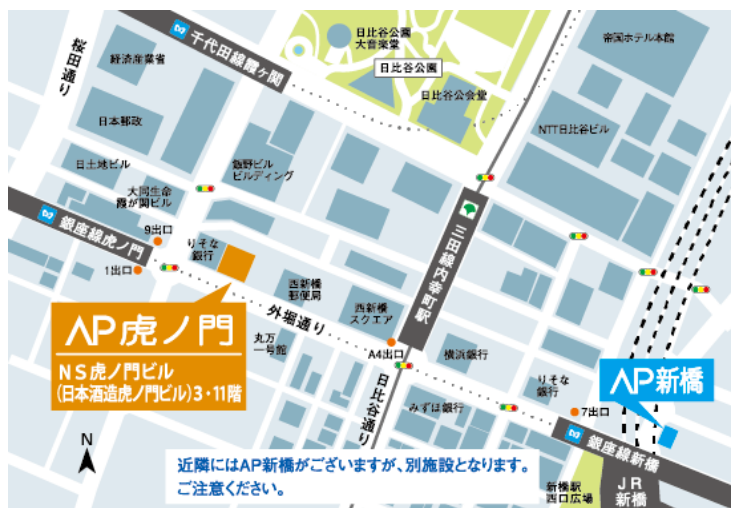 桜田通り
千代田線霞ヶ関
経済産業省
日比谷公園
大音楽堂
日比谷公園
日比谷公会堂
帝国ホテル本館
NTT日比谷ビル
日本郵政
日土地ビル
飯野ビル
ビルディング
大同生命
霞が関ビル
銀座線虎ノ門
9出口
1出口
りそな
銀行
西新橋
郵便局
西新橋
スクエア
外堀通り
丸万
一号館
三田線内幸町駅
A4出口
日比谷通り
横浜銀行
みずほ銀行
りそな
銀行
7出口
銀座線新橋
JR
新橋
新橋駅
西口広場
AP虎ノ門
NS虎ノ門ビル
(日本酒造虎ノ門ビル)3・11階
AP新橋
N
近隣にはAP新橋がございますが、別施設となります。
ご注意ください。